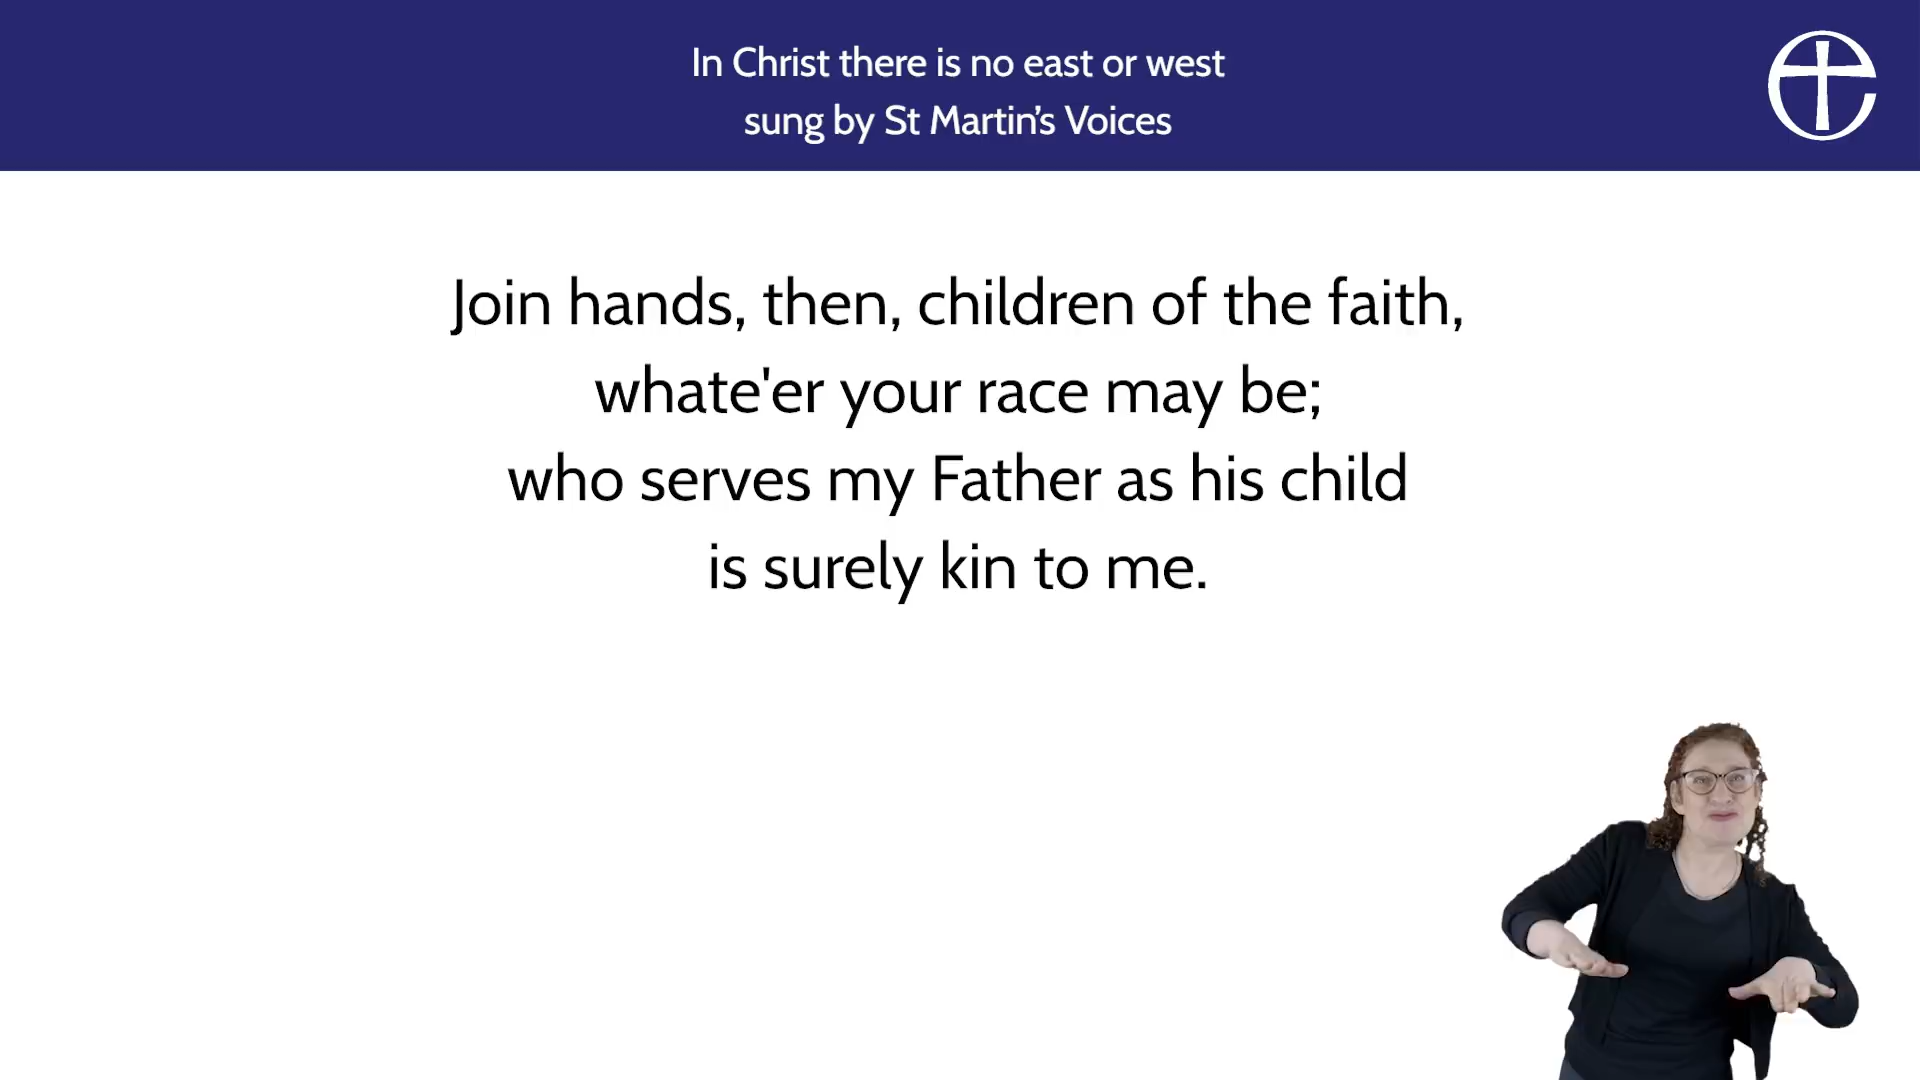 In Christ there is no east or west
sung by St Martin’s Voices
Join hands, then, children of the faith,
whate'er your race may be;
who serves my Father as his child
is surely kin to me.